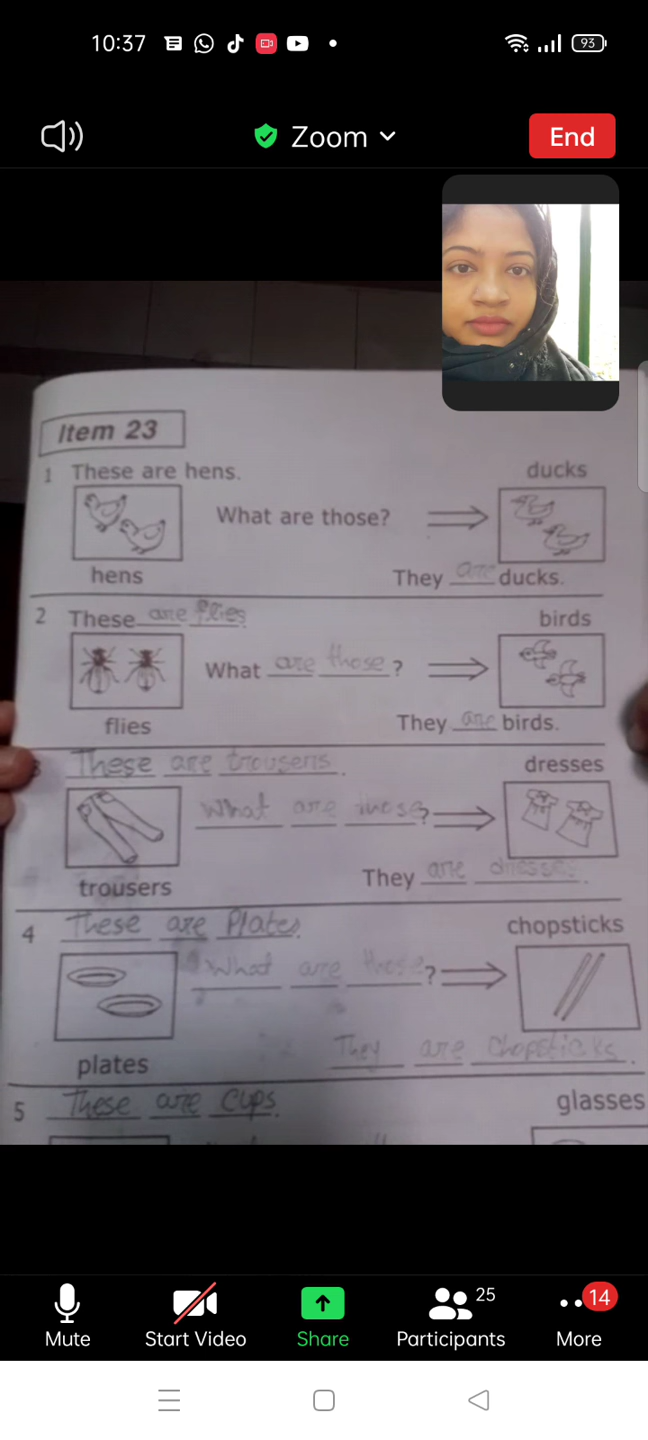 10:37
93
Zoom
End
Item 23
1 These are hens.
ducks
What are those?
hens
They are ducks.
2 These are flies
birds
What are those?
flies
They are birds.
These are trousers.
dresses
What are those?
trousers
They are dresses.
4 These are Plates.
chopsticks
What are those?
plates
They are Chopsticks.
5 These are Cups.
glasses
Mute
Start Video
Share
Participants 25
More 14